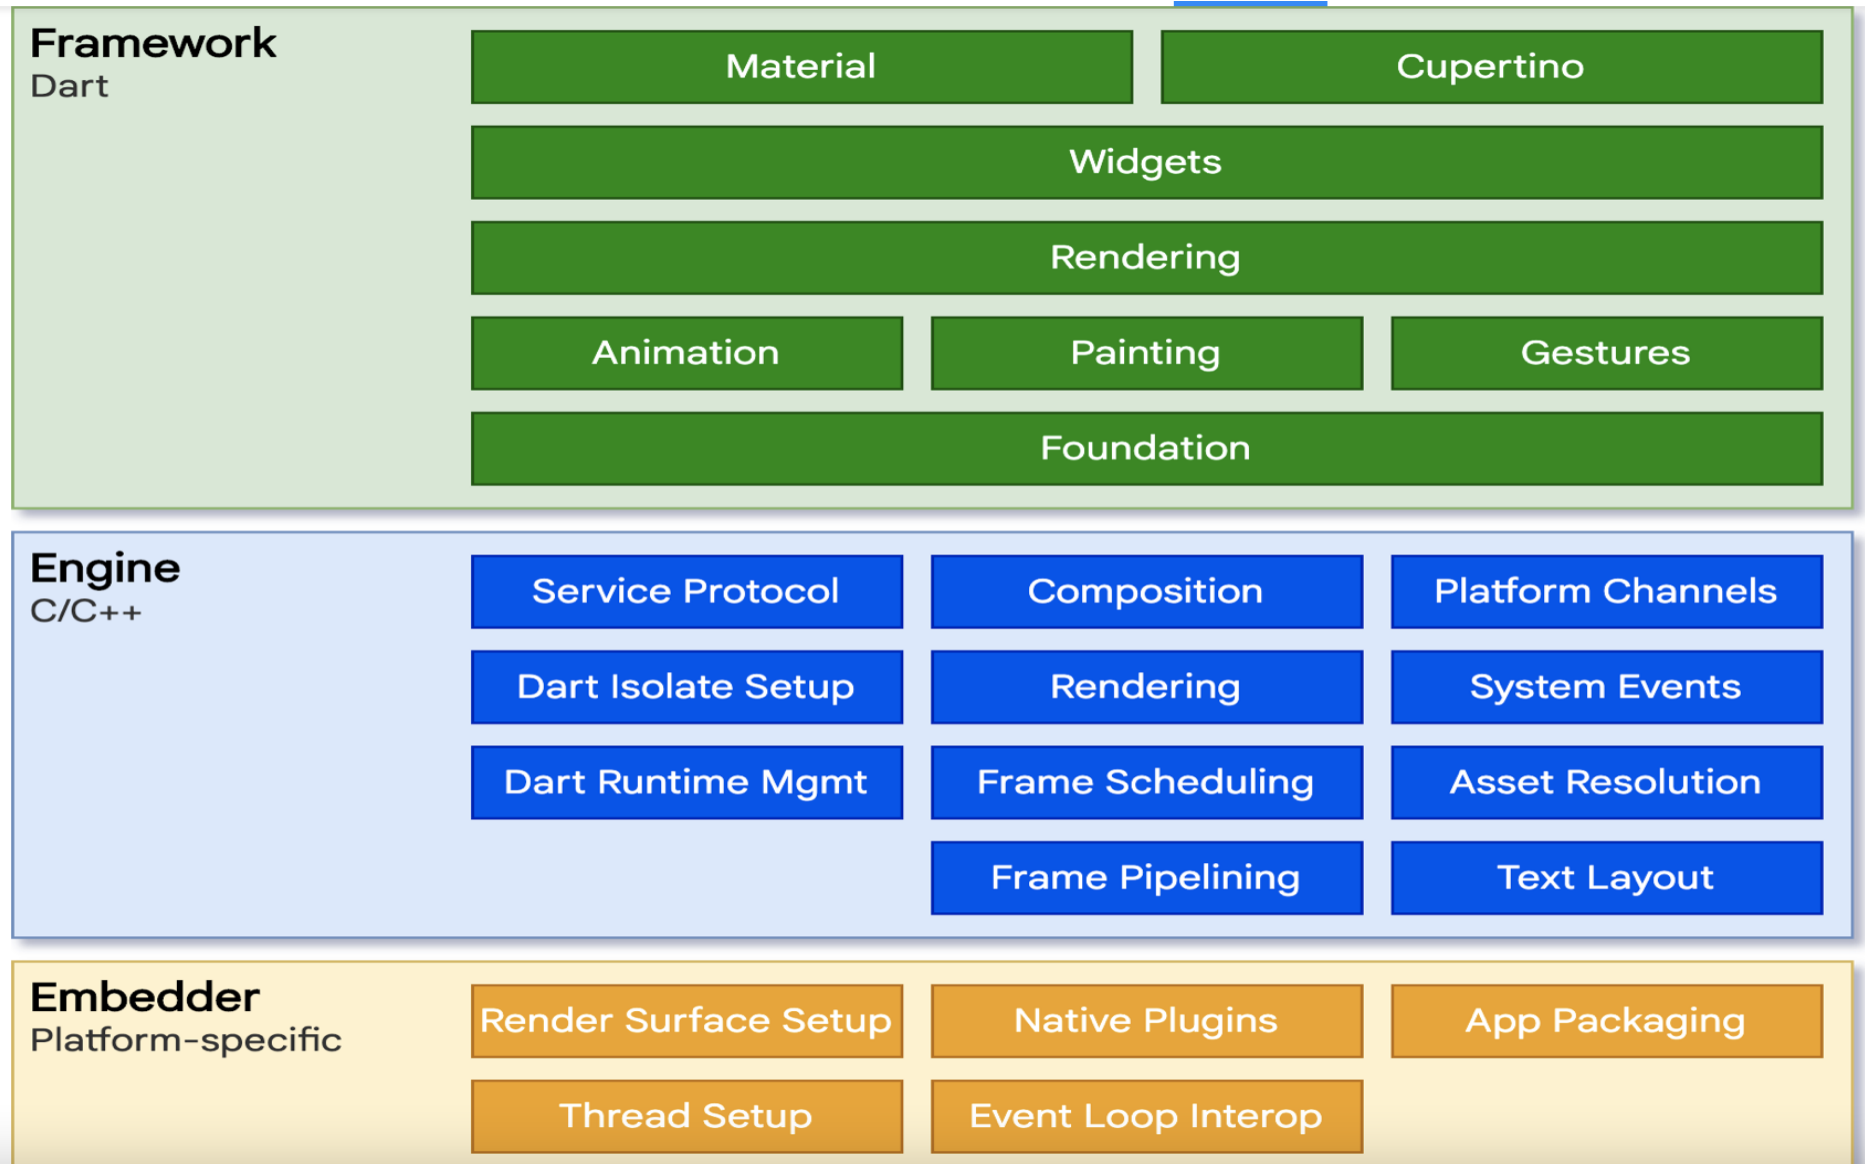 Framework
Dart
Material
Cupertino
Widgets
Rendering
Animation
Painting
Gestures
Foundation
Engine
C/C++
Service Protocol
Composition
Platform Channels
Dart Isolate Setup
Rendering
System Events
Dart Runtime Mgmt
Frame Scheduling
Asset Resolution
Frame Pipelining
Text Layout
Embedder
Platform-specific
Render Surface Setup
Native Plugins
App Packaging
Thread Setup
Event Loop Interop